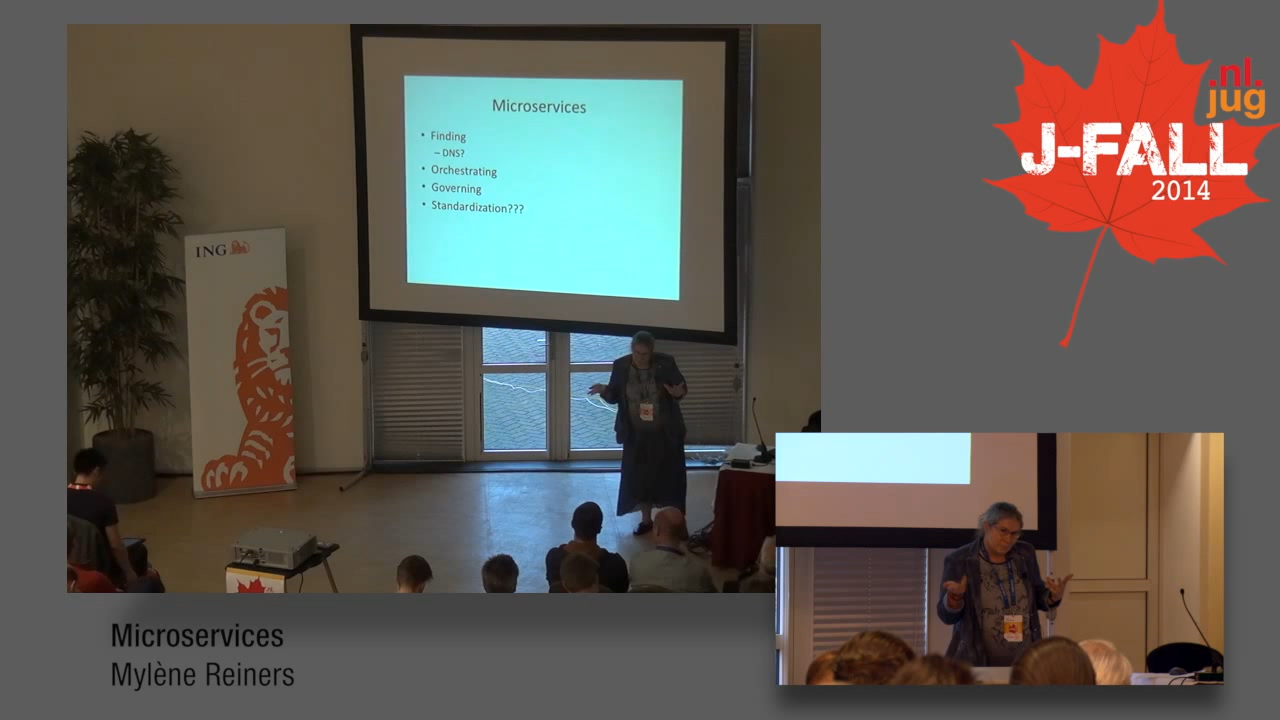 Microservices
• Finding
– DNS?
• Orchestrating
• Governing
• Standardization???
ING
.nl.
jug
J-FALL
2014
Microservices
Mylène Reiners